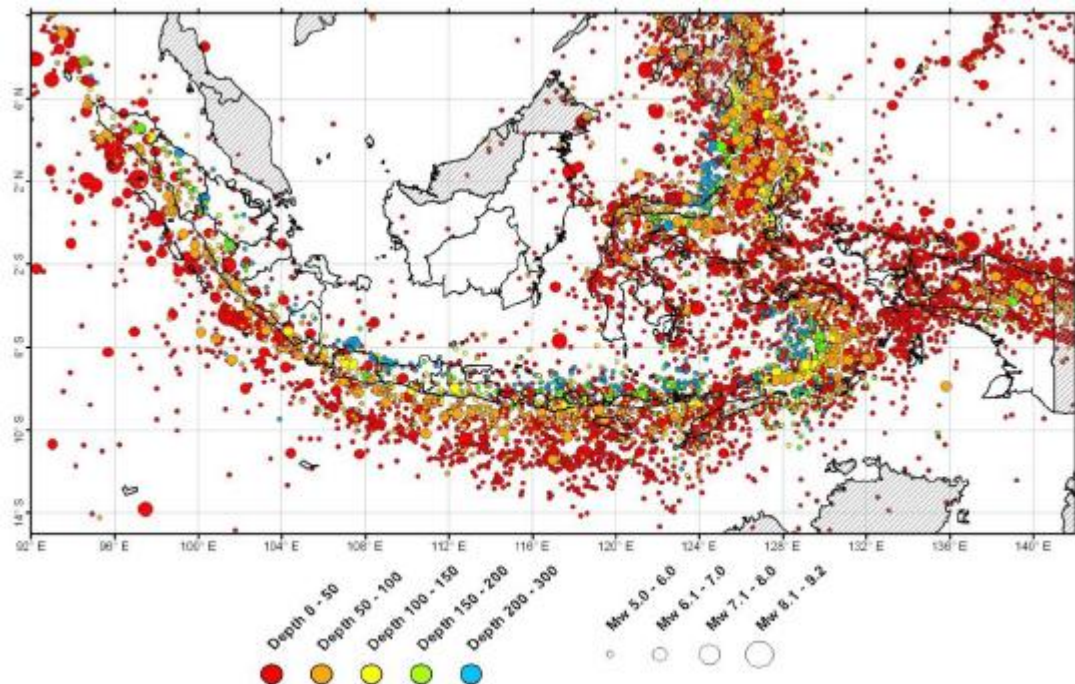 6° N
2° N
2° S
6° S
10° S
14° S
92° E 96° E 100° E 104° E 108° E 112° E 116° E 120° E 124° E 128° E 132° E 136° E 140° E
Depth 0 - 50
Depth 50 - 100
Depth 100 - 150
Depth 150 - 200
Depth 200 - 300
Mw 5.0 - 6.0
Mw 6.1 - 7.0
Mw 7.1 - 8.0
Mw 8.1 - 9.2